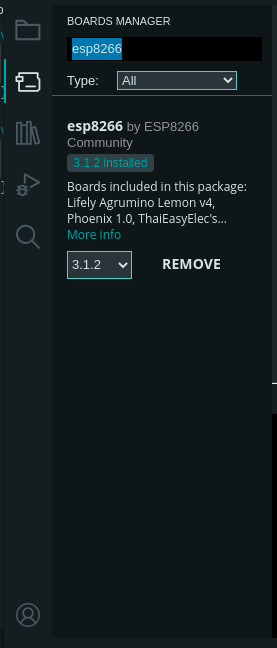 BOARDS MANAGER
esp8266
Type: All
esp8266 by ESP8266
Community
3.1.2 installed
Boards included in this package:
Lifely Agrumino Lemon v4,
Phoenix 1.0, ThaiEasyElec's...
More info
3.1.2 REMOVE